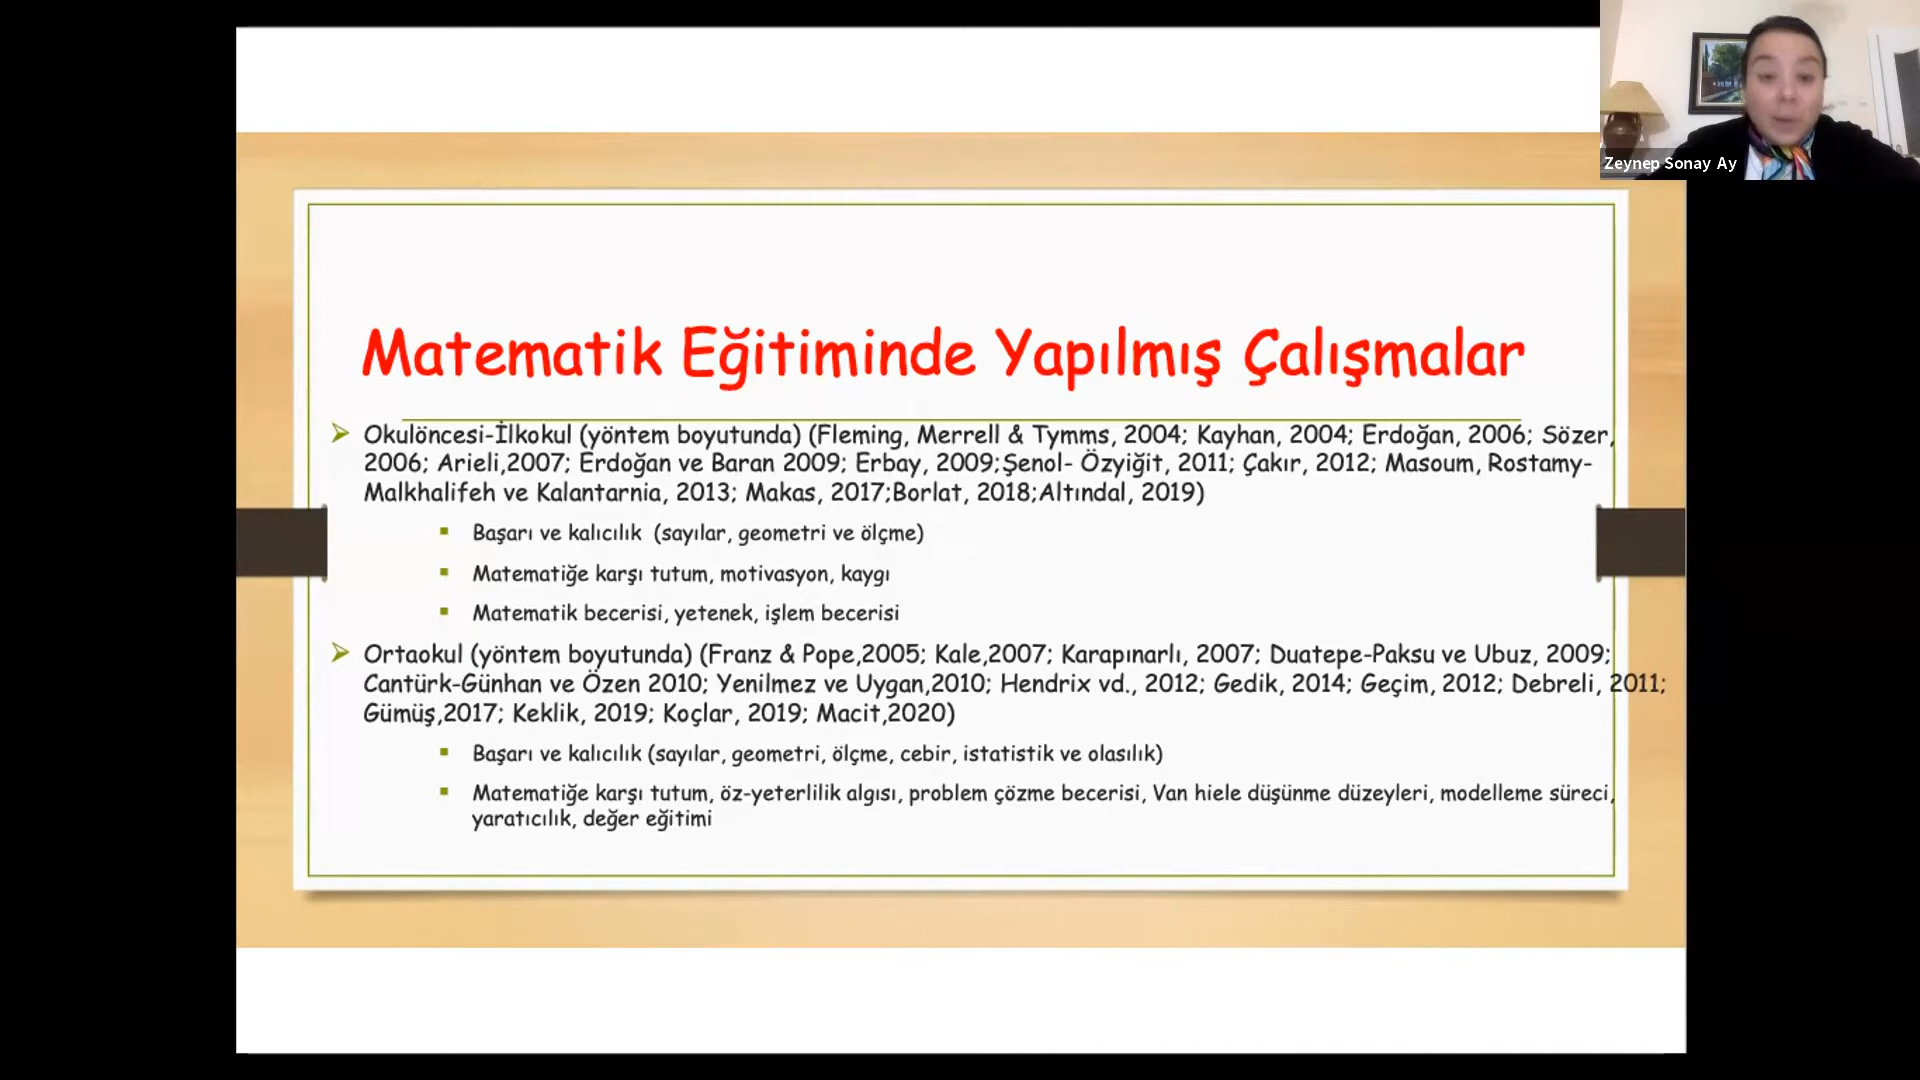 Zeynep Sonay Ay
Matematik Eğitiminde Yapılmış Çalışmalar
Okulöncesi-İlkokul (yöntem boyutunda) (Fleming, Merrell & Tymms, 2004; Kayhan, 2004; Erdoğan, 2006; Sözer,
2006; Arieli,2007; Erdoğan ve Baran 2009; Erbay, 2009;Şenol- Özyiğit, 2011; Çakır, 2012; Masoum, Rostamy-
Malkhalifeh ve Kalantarnia, 2013; Makas, 2017;Borlat, 2018;Altındal, 2019)
Başarı ve kalıcılık (sayılar, geometri ve ölçme)
Matematiğe karşı tutum, motivasyon, kaygı
Matematik becerisi, yetenek, işlem becerisi
Ortaokul (yöntem boyutunda) (Franz & Pope,2005; Kale,2007; Karapınarlı, 2007; Duatepe-Paksu ve Ubuz, 2009;
Cantürk-Günhan ve Özen 2010; Yenilmez ve Uygan,2010; Hendrix vd., 2012; Gedik, 2014; Geçim, 2012; Debreli, 2011;
Gümüş,2017; Keklik, 2019; Koçlar, 2019; Macit,2020)
Başarı ve kalıcılık (sayılar, geometri, ölçme, cebir, istatistik ve olasılık)
Matematiğe karşı tutum, öz-yeterlilik algısı, problem çözme becerisi, Van hiele düşünme düzeyleri, modelleme süreci,
yaratıcılık, değer eğitimi